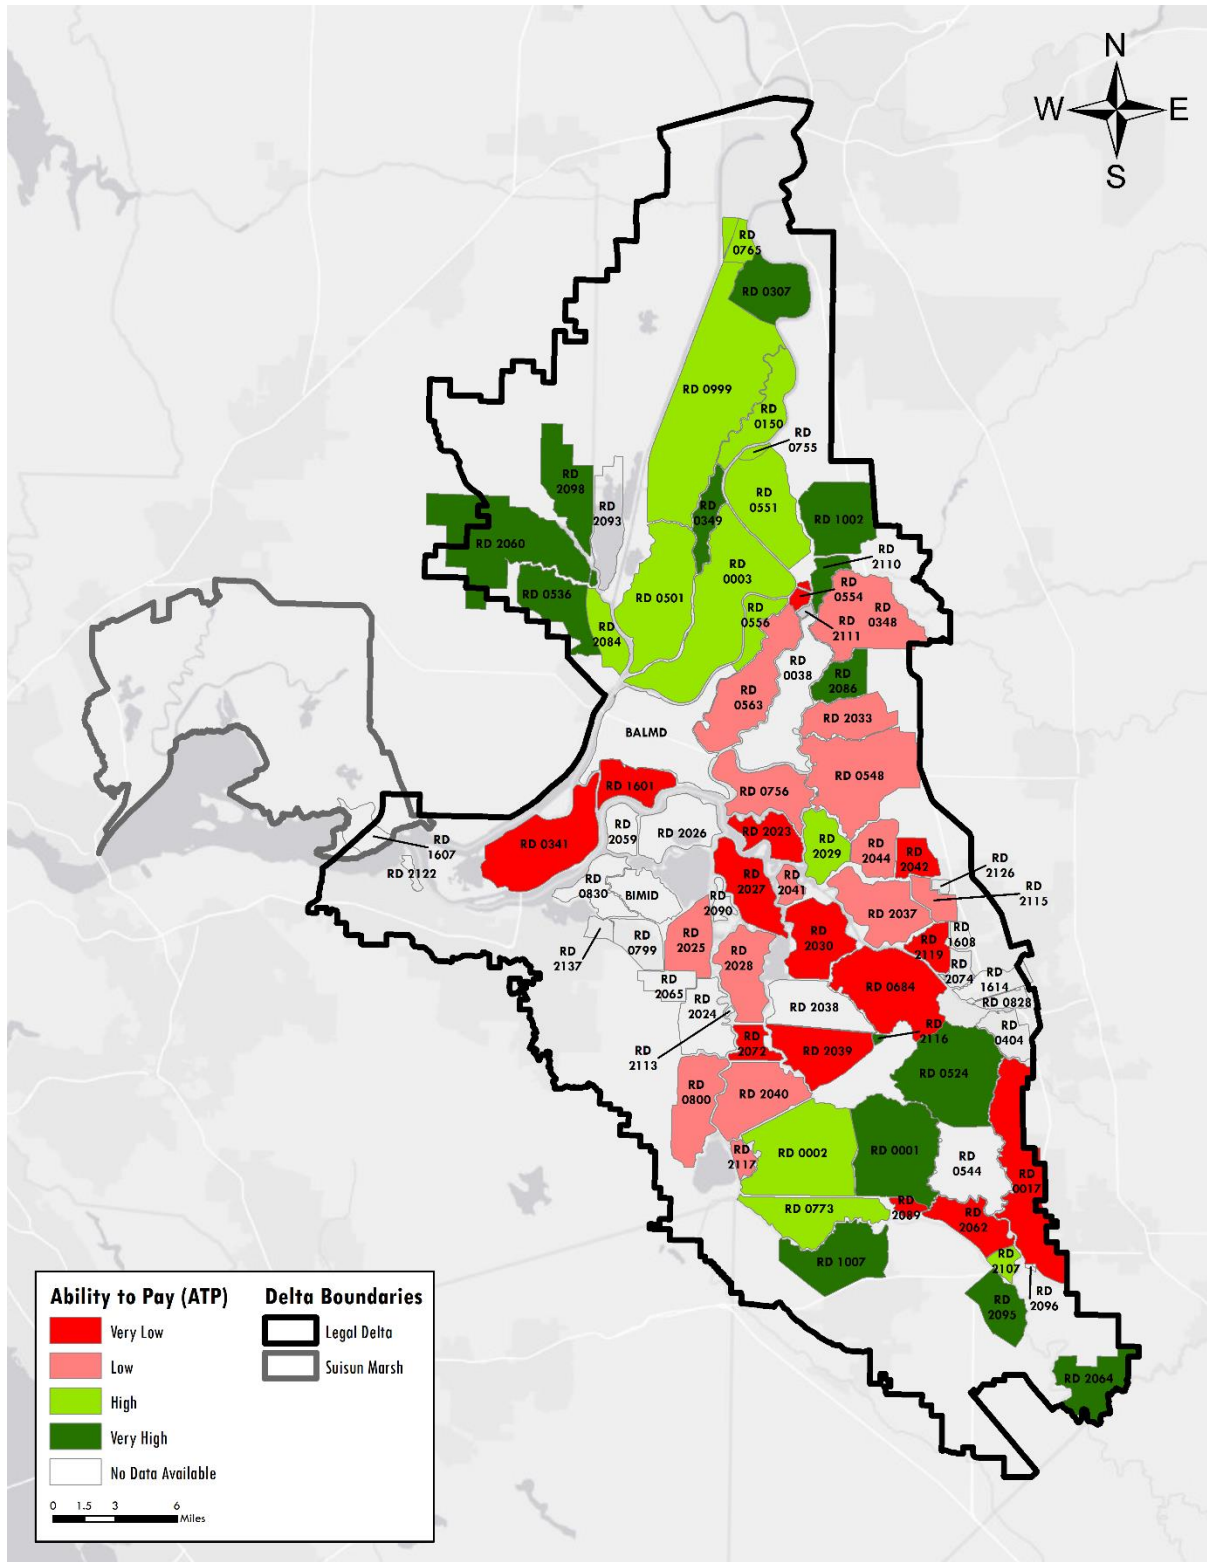 N
W
E
S
RD
0765
RD 0307
RD 0999
RD
0150
RD
0755
RD
2098
RD
2093
RD
0349
RD
0551
RD 1002
RD 2060
RD
2110
RD
0003
RD 0536
RD 0501
RD
0554
RD
0556
RD
0348
RD
2084
RD
2111
RD
0038
RD
2086
RD
0563
RD 2033
BALMD
RD 0548
RD 1601
RD 0756
RD
2059
RD 2026
RD 2023
RD
2029
RD 0341
RD
1607
RD
2044
RD
2042
RD 2122
RD
0830
BIMID
RD
2027
RD
2041
RD
2126
RD
2090
RD
2115
RD 2037
RD
2137
RD
0799
RD
2025
RD
2028
RD
2030
RD
2119
RD
1608
RD
2074
RD
2065
RD 0684
RD
1614
RD
2024
RD 2038
RD 0828
RD
2113
RD
2072
RD 2039
RD
2116
RD
0404
RD 0524
RD
0800
RD 2040
RD
2117
RD 0002
RD 0001
RD
0544
RD
0017
RD 0773
RD
2089
RD
2062
RD 1007
RD
2107
RD
2095
RD
2096
RD 2064
Ability to Pay (ATP)
Very Low
Low
High
Very High
No Data Available
Delta Boundaries
Legal Delta
Suisun Marsh
0 1.5 3 6
Miles